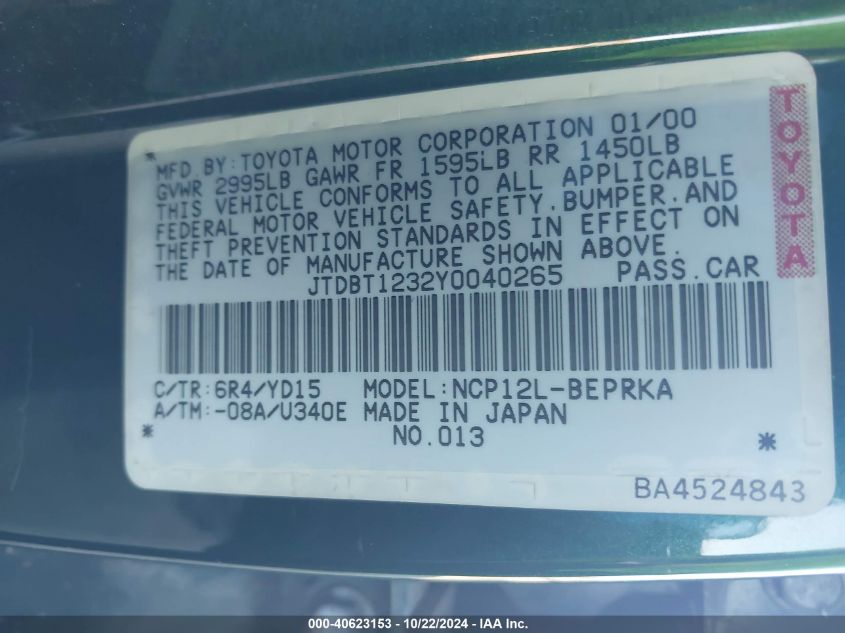 MFD.BY:TOYOTA MOTOR CORPORATION 01/00
GVWR 2995LB GAWR FR 1595LB RR 1450LB
THIS VEHICLE CONFORMS TO ALL APPLICABLE
FEDERAL MOTOR VEHICLE SAFETY,BUMPER,AND
THEFT PREVENTION STANDARDS IN EFFECT ON
THE DATE OF MANUFACTURE SHOWN ABOVE.
JTDBT1232Y0040265 PASS.CAR
TOYOTA
C/TR:6R4/YD15 MODEL:NCP12L-BEPRKA
A/TM:-08A/U340E MADE IN JAPAN
NO.013
BA4524843
000-40623153 - 10/22/2024 - IAA Inc.